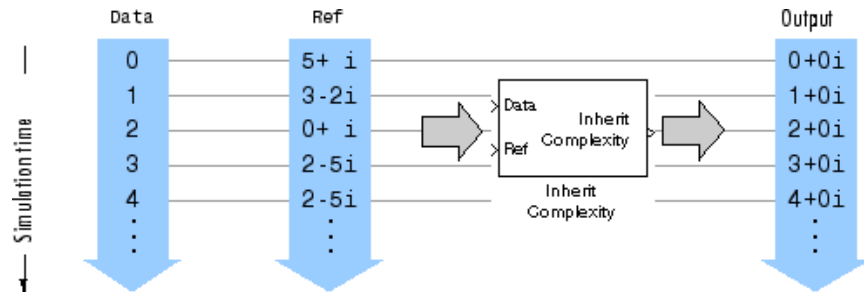 Data Ref Output
0 5+ i 0+0i
1 3-2i 1+0i
2 0+ i 2+0i
3 2-5i 3+0i
4 2-5i 4+0i
Data
Ref
Inherit
Complexity
Inherit
Complexity
Simulation time